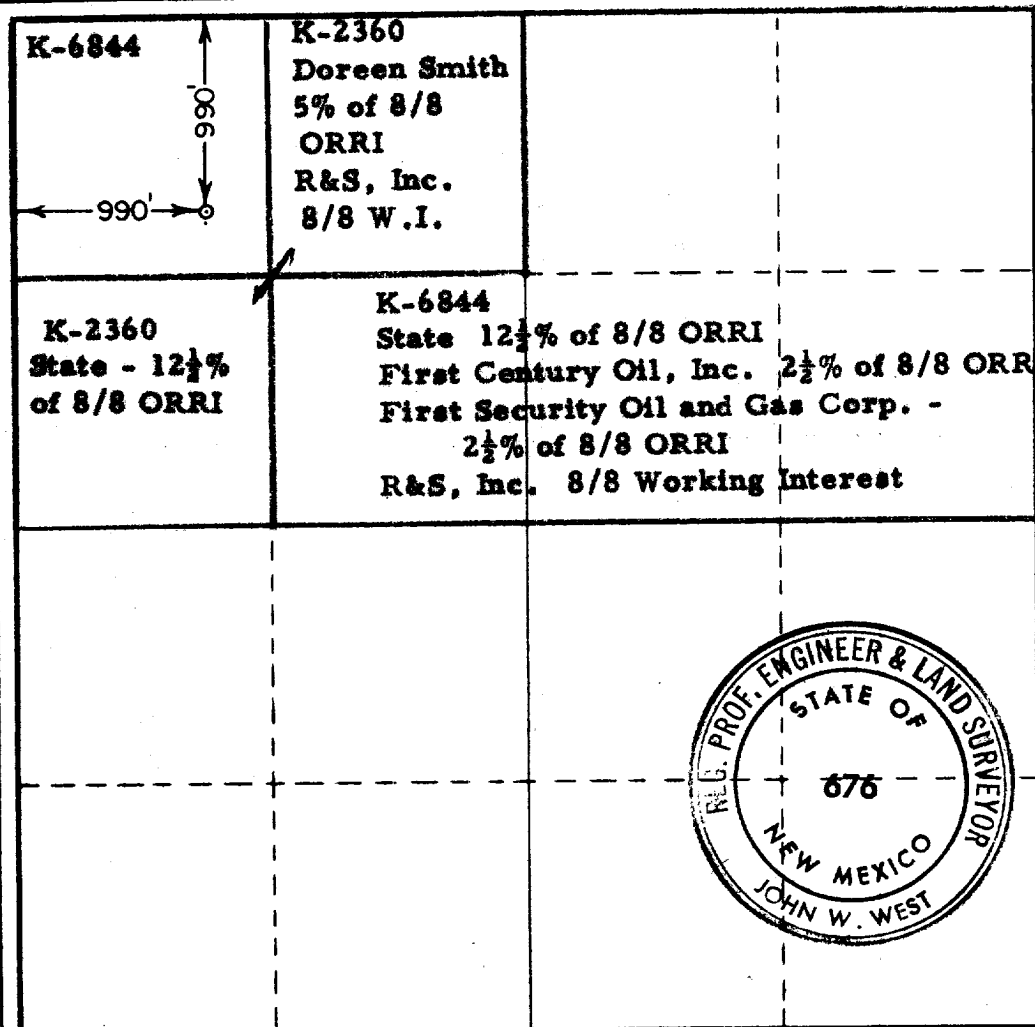 K-6844
990'
990'
K-2360
Doreen Smith
5% of 8/8
ORRI
R&S, Inc.
8/8 W.I.
K-2360
State - 12½%
of 8/8 ORRI
K-6844
State 12½% of 8/8 ORRI
First Century Oil, Inc. 2½% of 8/8 ORR
First Security Oil and Gas Corp. -
2½% of 8/8 ORRI
R&S, Inc. 8/8 Working Interest
REG. PROF. ENGINEER & LAND SURVEYOR
STATE OF
676
NEW MEXICO
JOHN W. WEST